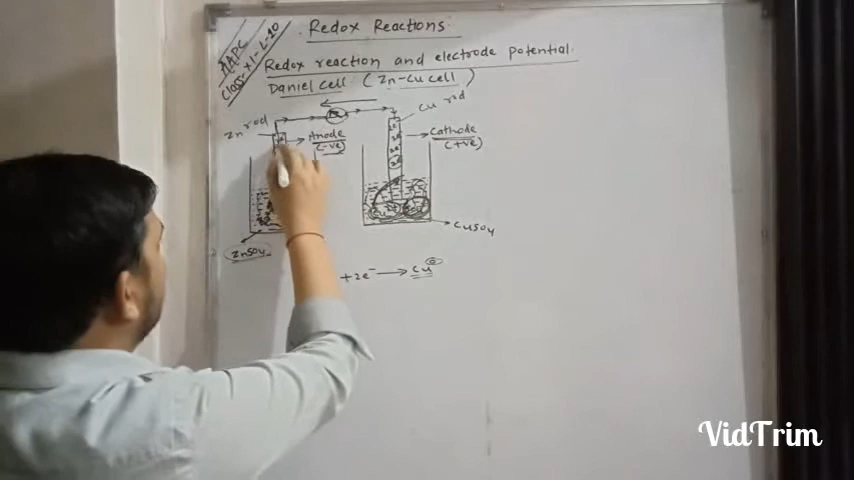 AAPC
Class-XI-L-10
Redox Reactions
Redox reaction and electrode potential
Daniel cell (Zn-Cu cell)
Zn rod
Anode
(-ve)
Cu rod
Cathode
(+ve)
ZnSO4
CuSO4
+2e⁻ → Cu
VidTrim